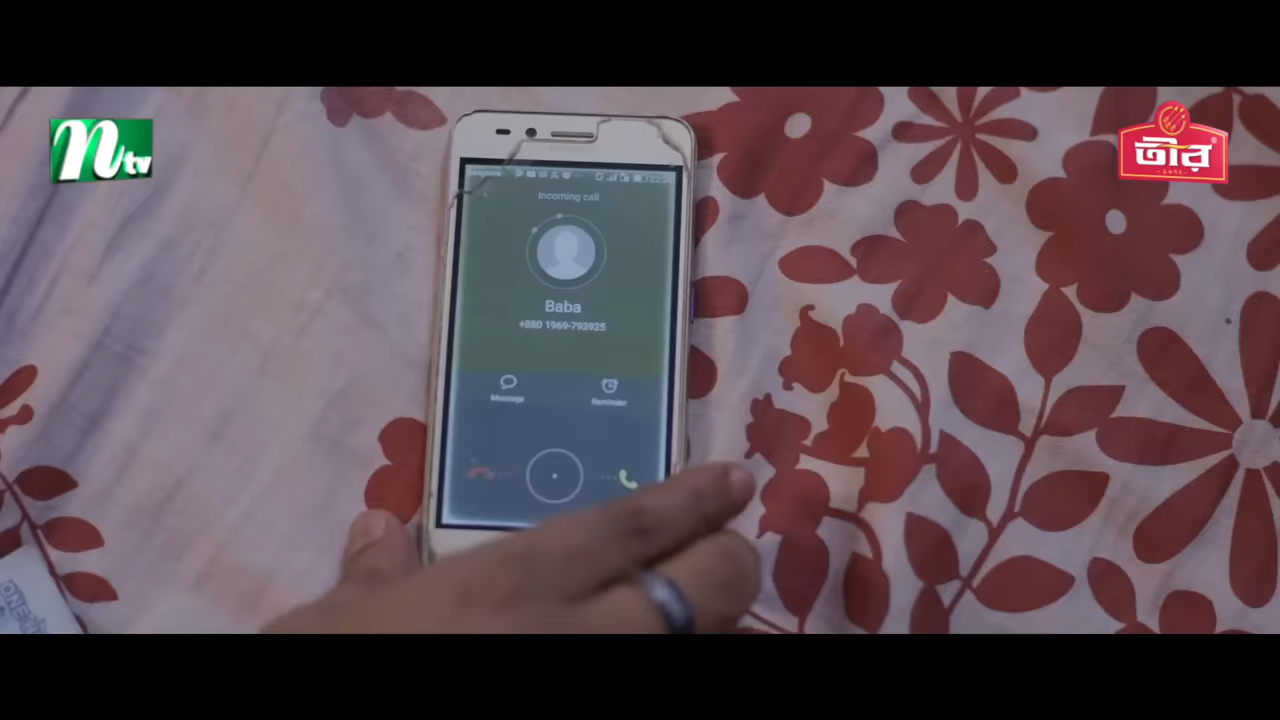 ntv
তীর
Incoming call
Baba
+880 1969-793925
Message
Reminder